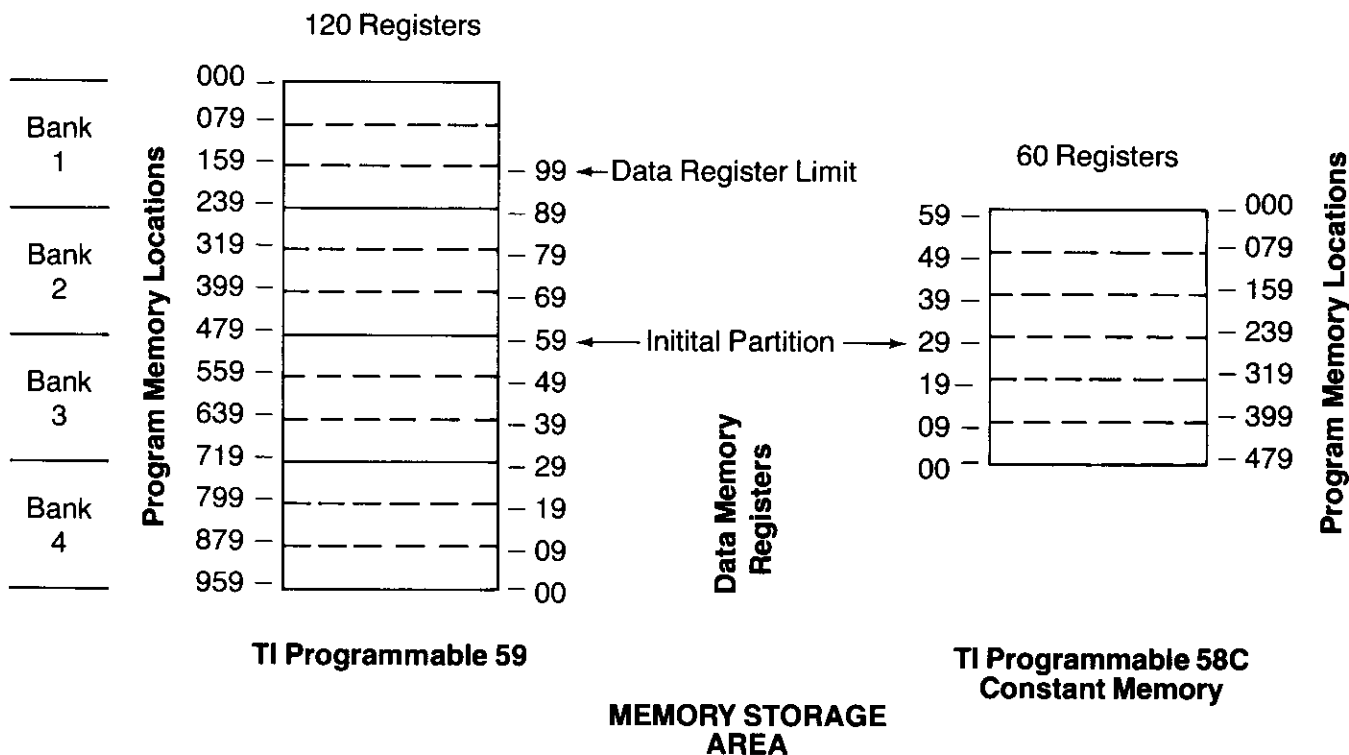 120 Registers
Bank
1
Bank
2
Bank
3
Bank
4
Program Memory Locations
000
079
159
239
319
399
479
559
639
719
799
879
959
99 ← Data Register Limit
89
79
69
59 ← Initital Partition → 29
49
39
29
19
09
00
Data Memory
Registers
60 Registers
59
49
39
19
09
00
000
079
159
239
319
399
479
Program Memory Locations
TI Programmable 59
TI Programmable 58C
Constant Memory
MEMORY STORAGE
AREA